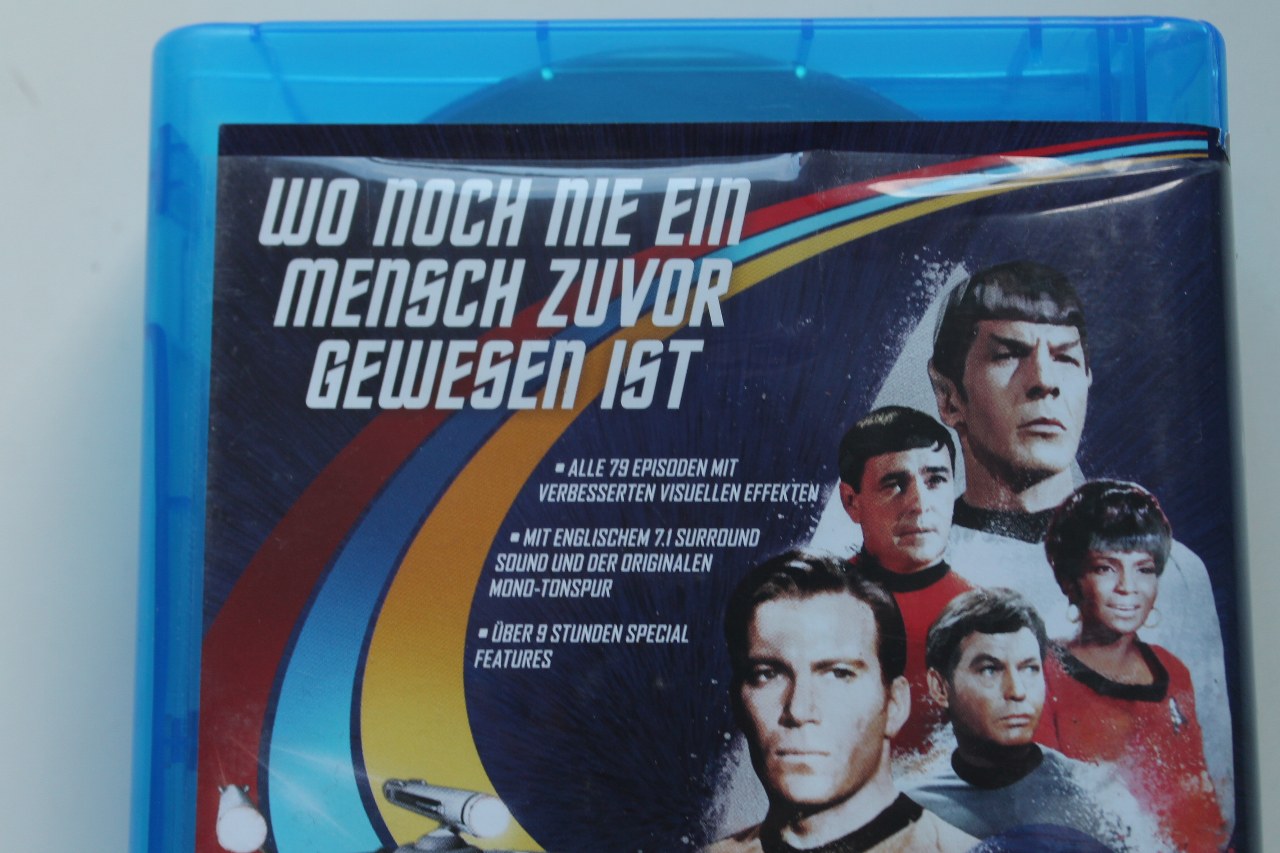 WO NOCH NIE EIN
MENSCH ZUVOR
GEWESEN IST
▪ ALLE 79 EPISODEN MIT
VERBESSERTEN VISUELLEN EFFEKTEN
▪ MIT ENGLISCHEM 7.1 SURROUND
SOUND UND DER ORIGINALEN
MONO-TONSPUR
▪ ÜBER 9 STUNDEN SPECIAL
FEATURES